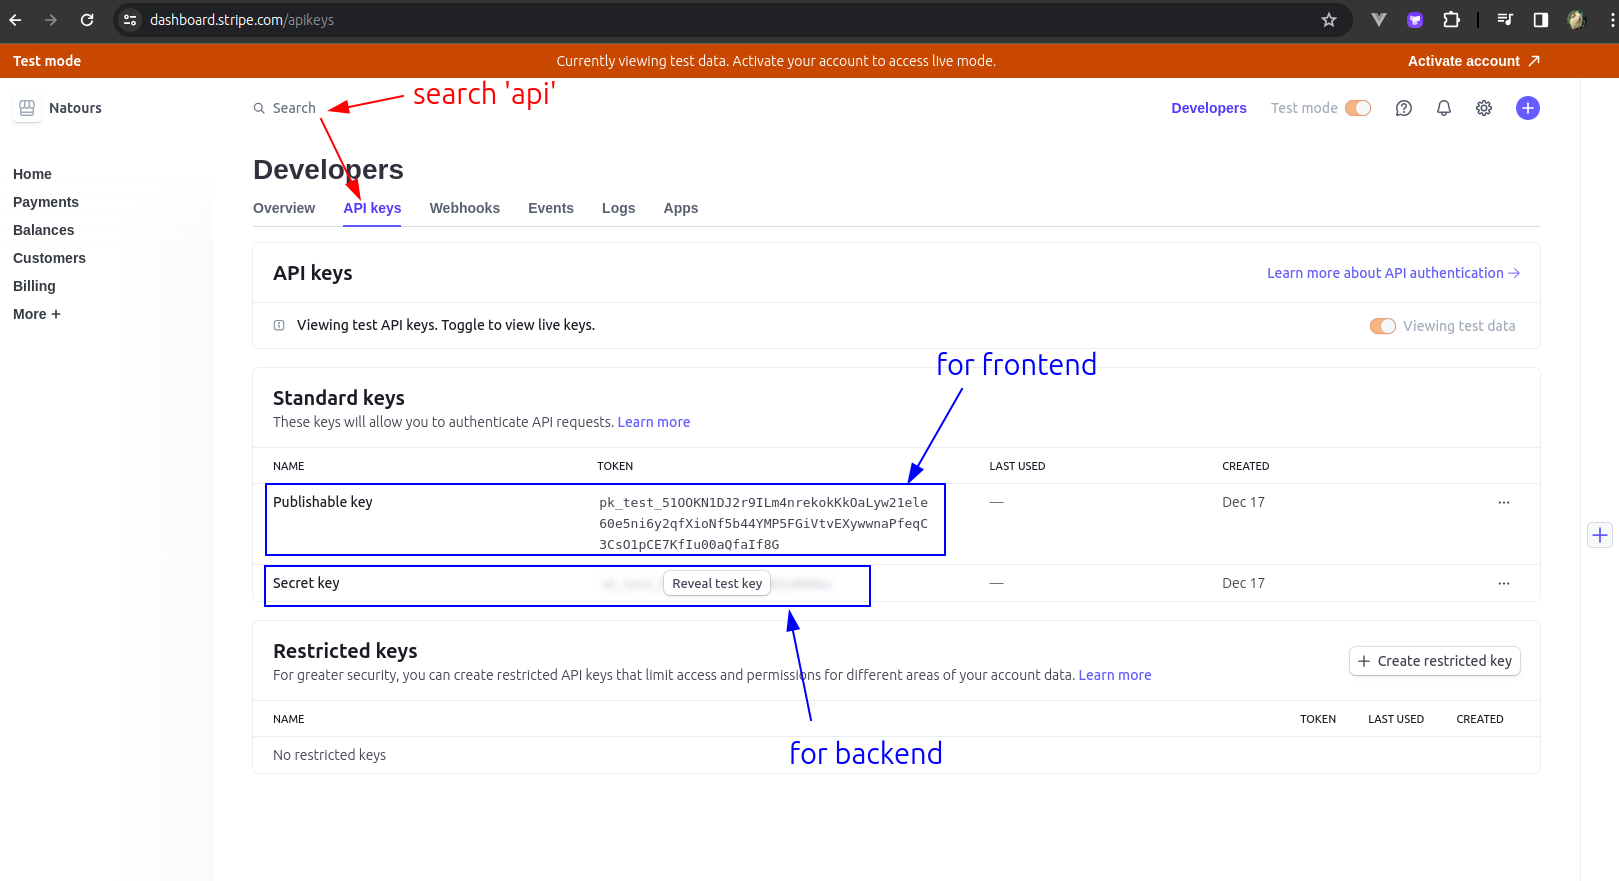 dashboard.stripe.com/apikeys
Test mode
Currently viewing test data. Activate your account to access live mode.
Activate account
Natours
Search
search 'api'
Developers
Test mode
Home
Payments
Balances
Customers
Billing
More +
Developers
Overview
API keys
Webhooks
Events
Logs
Apps
API keys
Learn more about API authentication
Viewing test API keys. Toggle to view live keys.
Viewing test data
for frontend
Standard keys
These keys will allow you to authenticate API requests. Learn more
NAME TOKEN LAST USED CREATED
Publishable key
pk_test_51OOKN1DJ2r9ILm4nrekokKkOaLyw21ele
60e5ni6y2qfXioNf5b44YMP5FGiVtvEXywwnaPfeqC
3CsO1pCE7KfIu00aQfaIf8G
— Dec 17
Secret key Reveal test key — Dec 17
Restricted keys
For greater security, you can create restricted API keys that limit access and permissions for different areas of your account data. Learn more
Create restricted key
NAME TOKEN LAST USED CREATED
No restricted keys
for backend